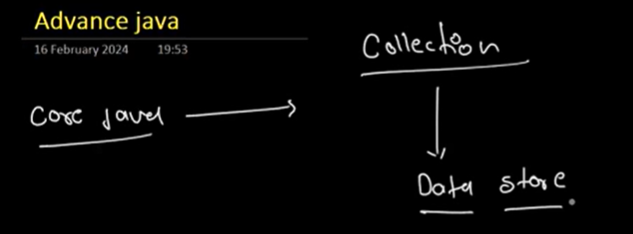 Advance java
16 February 2024 19:53
Collection
Core java
Data store